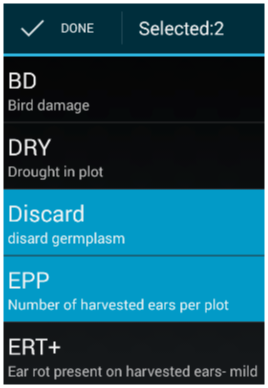 DONE Selected:2
BD
Bird damage
DRY
Drought in plot
Discard
disard germplasm
EPP
Number of harvested ears per plot
ERT+
Ear rot present on harvested ears- mild